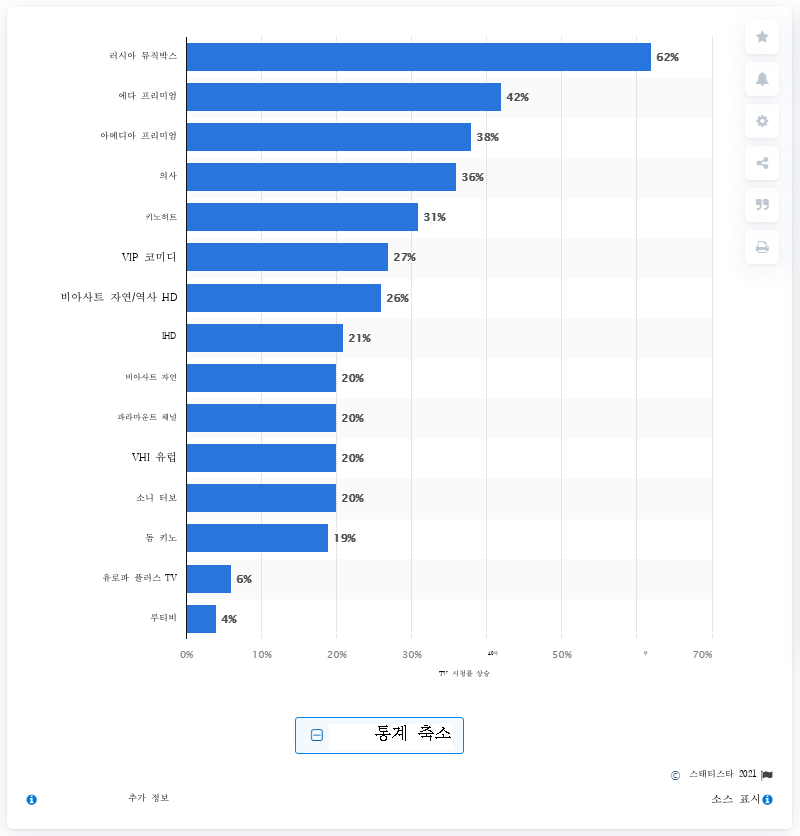 러시아 뮤직박스 62%
에다 프리미엄 42%
아메디아 프리미엄 38%
의사 36%
키노히트 31%
VIP 코미디 27%
비아사트 자연/역사 HD 26%
IHD 21%
비아사트 자연 20%
파라마운트 채널 20%
VHI 유럽 20%
소니 터보 20%
돔 키노 19%
유로파 플러스 TV 6%
루티비 4%
0% 10% 20% 30% 50% 70%
TV 시청률 상승
통계 축소
© 스태티스타 2021
추가 정보 소스 표시